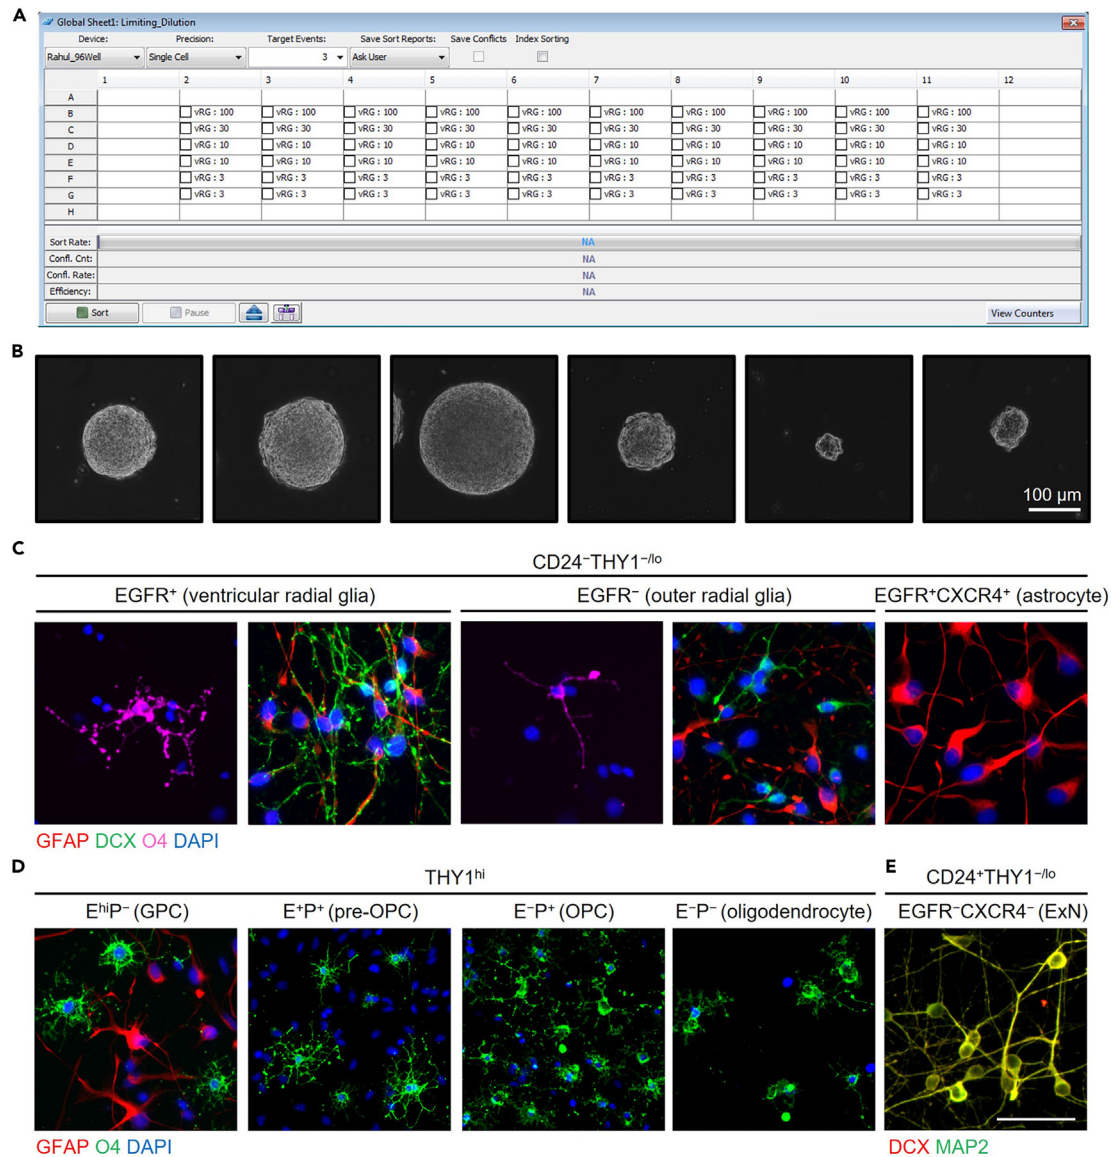 A
Global Sheet1: Limiting_Dilution
Device: Precision: Target Events: Save Sort Reports: Save Conflicts Index Sorting
Rahul_96Well Single Cell 3 Ask User
1 2 3 4 5 6 7 8 9 10 11 12
A
B vRG : 100 vRG : 100 vRG : 100 vRG : 100 vRG : 100 vRG : 100 vRG : 100 vRG : 100 vRG : 100 vRG : 100
C vRG : 30 vRG : 30 vRG : 30 vRG : 30 vRG : 30 vRG : 30 vRG : 30 vRG : 30 vRG : 30 vRG : 30
D vRG : 10 vRG : 10 vRG : 10 vRG : 10 vRG : 10 vRG : 10 vRG : 10 vRG : 10 vRG : 10 vRG : 10
E vRG : 10 vRG : 10 vRG : 10 vRG : 10 vRG : 10 vRG : 10 vRG : 10 vRG : 10 vRG : 10 vRG : 10
F vRG : 3 vRG : 3 vRG : 3 vRG : 3 vRG : 3 vRG : 3 vRG : 3 vRG : 3 vRG : 3 vRG : 3
G vRG : 3 vRG : 3 vRG : 3 vRG : 3 vRG : 3 vRG : 3 vRG : 3 vRG : 3 vRG : 3 vRG : 3
H
Sort Rate: NA
Confl. Cnt: NA
Confl. Rate: NA
Efficiency: NA
Sort Pause View Counters
B
100 µm
C
CD24⁻THY1⁻/ˡᵒ
EGFR⁺ (ventricular radial glia) EGFR⁻ (outer radial glia) EGFR⁺CXCR4⁺ (astrocyte)
GFAP DCX O4 DAPI
D
THY1ʰⁱ
EʰⁱP⁻ (GPC) E⁺P⁺ (pre-OPC) E⁻P⁺ (OPC) E⁻P⁻ (oligodendrocyte)
GFAP O4 DAPI
E
CD24⁺THY1⁻/ˡᵒ
EGFR⁻CXCR4⁻ (ExN)
DCX MAP2